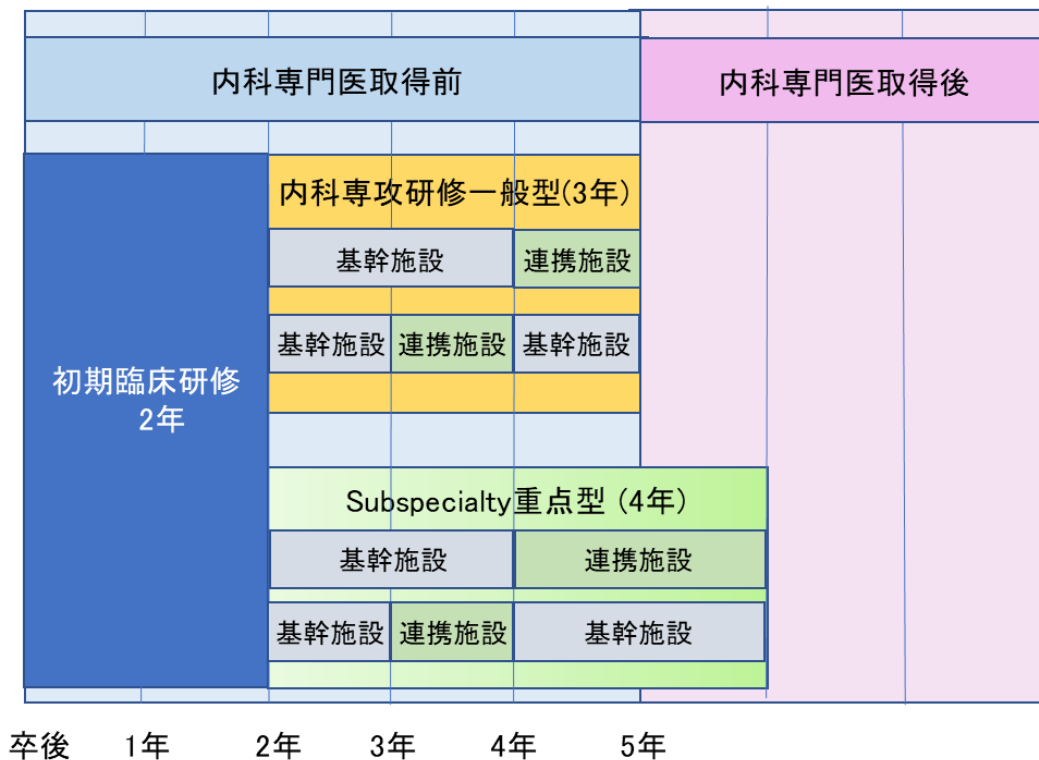 内科専門医取得前
内科専門医取得後
内科専攻研修一般型(3年)
基幹施設
連携施設
基幹施設
連携施設
基幹施設
初期臨床研修
2年
Subspecialty重点型 (4年)
基幹施設
連携施設
基幹施設
連携施設
基幹施設
卒後
1年
2年
3年
4年
5年